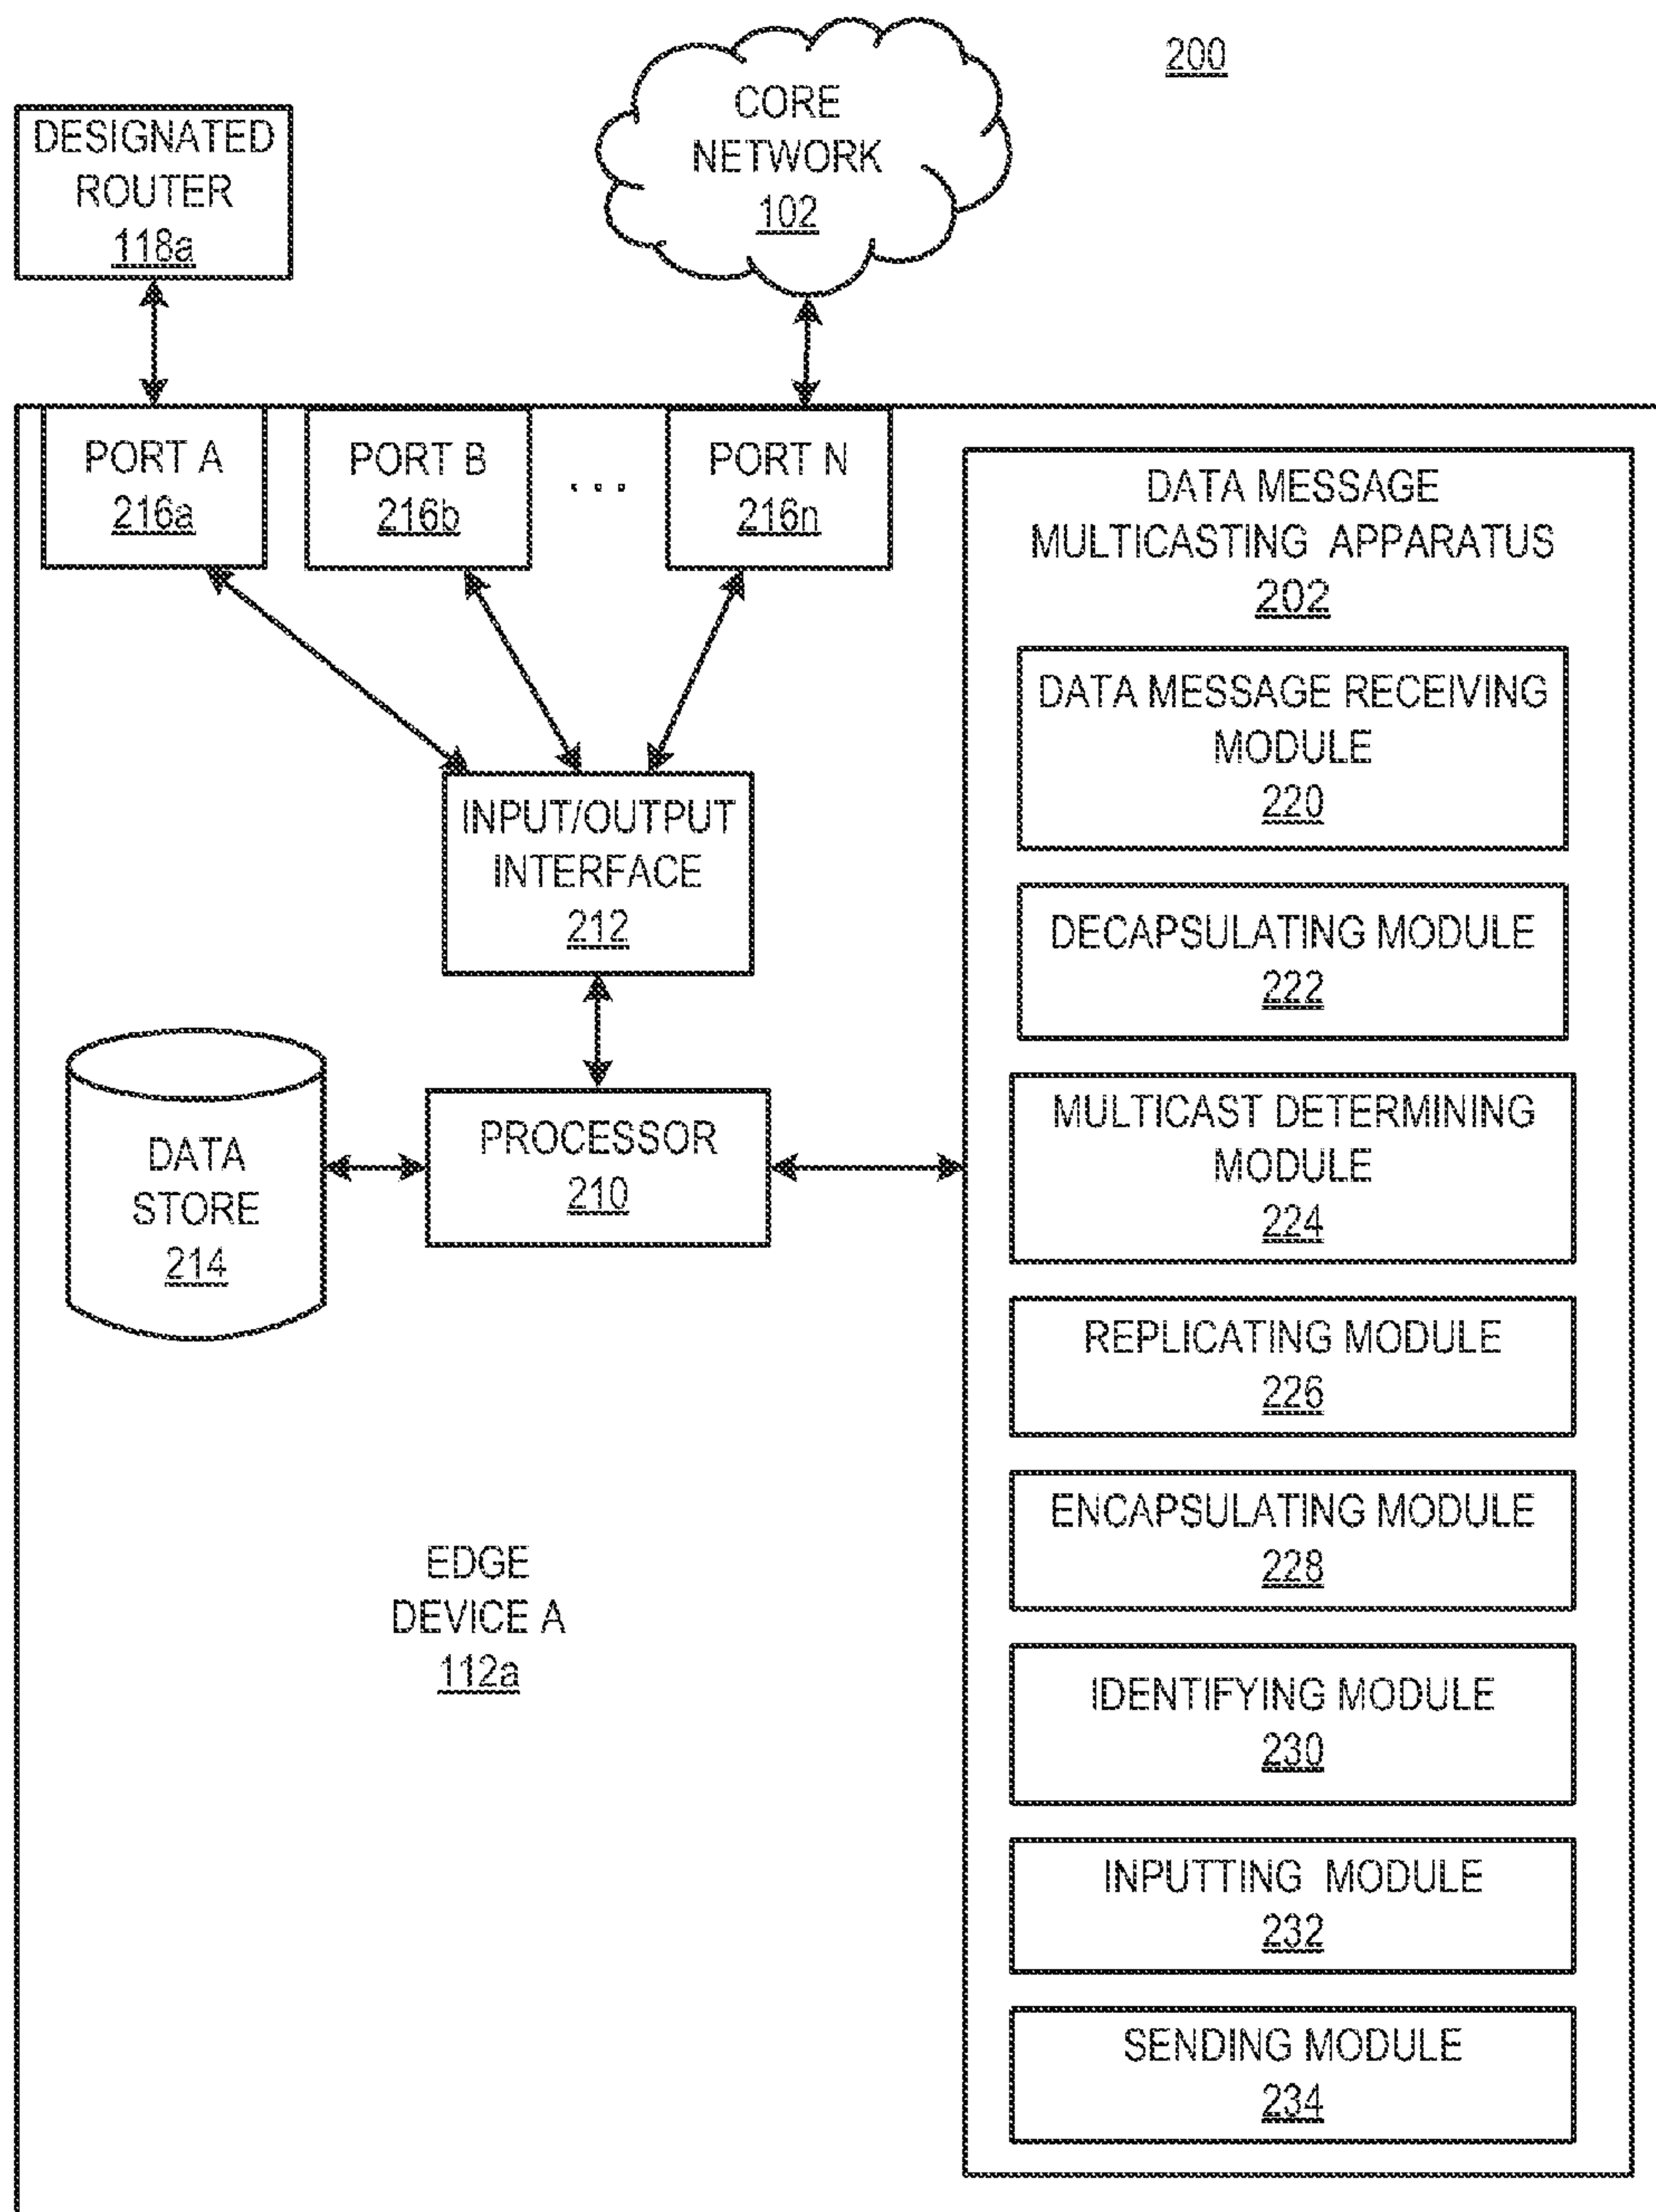 200
DESIGNATED
ROUTER
118a
CORE
NETWORK
102
PORT A
216a
PORT B
216b
...
PORT N
216n
INPUT/OUTPUT
INTERFACE
212
PROCESSOR
210
DATA
STORE
214
EDGE
DEVICE A
112a
DATA MESSAGE
MULTICASTING APPARATUS
202
DATA MESSAGE RECEIVING
MODULE
220
DECAPSULATING MODULE
222
MULTICAST DETERMINING
MODULE
224
REPLICATING MODULE
226
ENCAPSULATING MODULE
228
IDENTIFYING MODULE
230
INPUTTING MODULE
232
SENDING MODULE
234